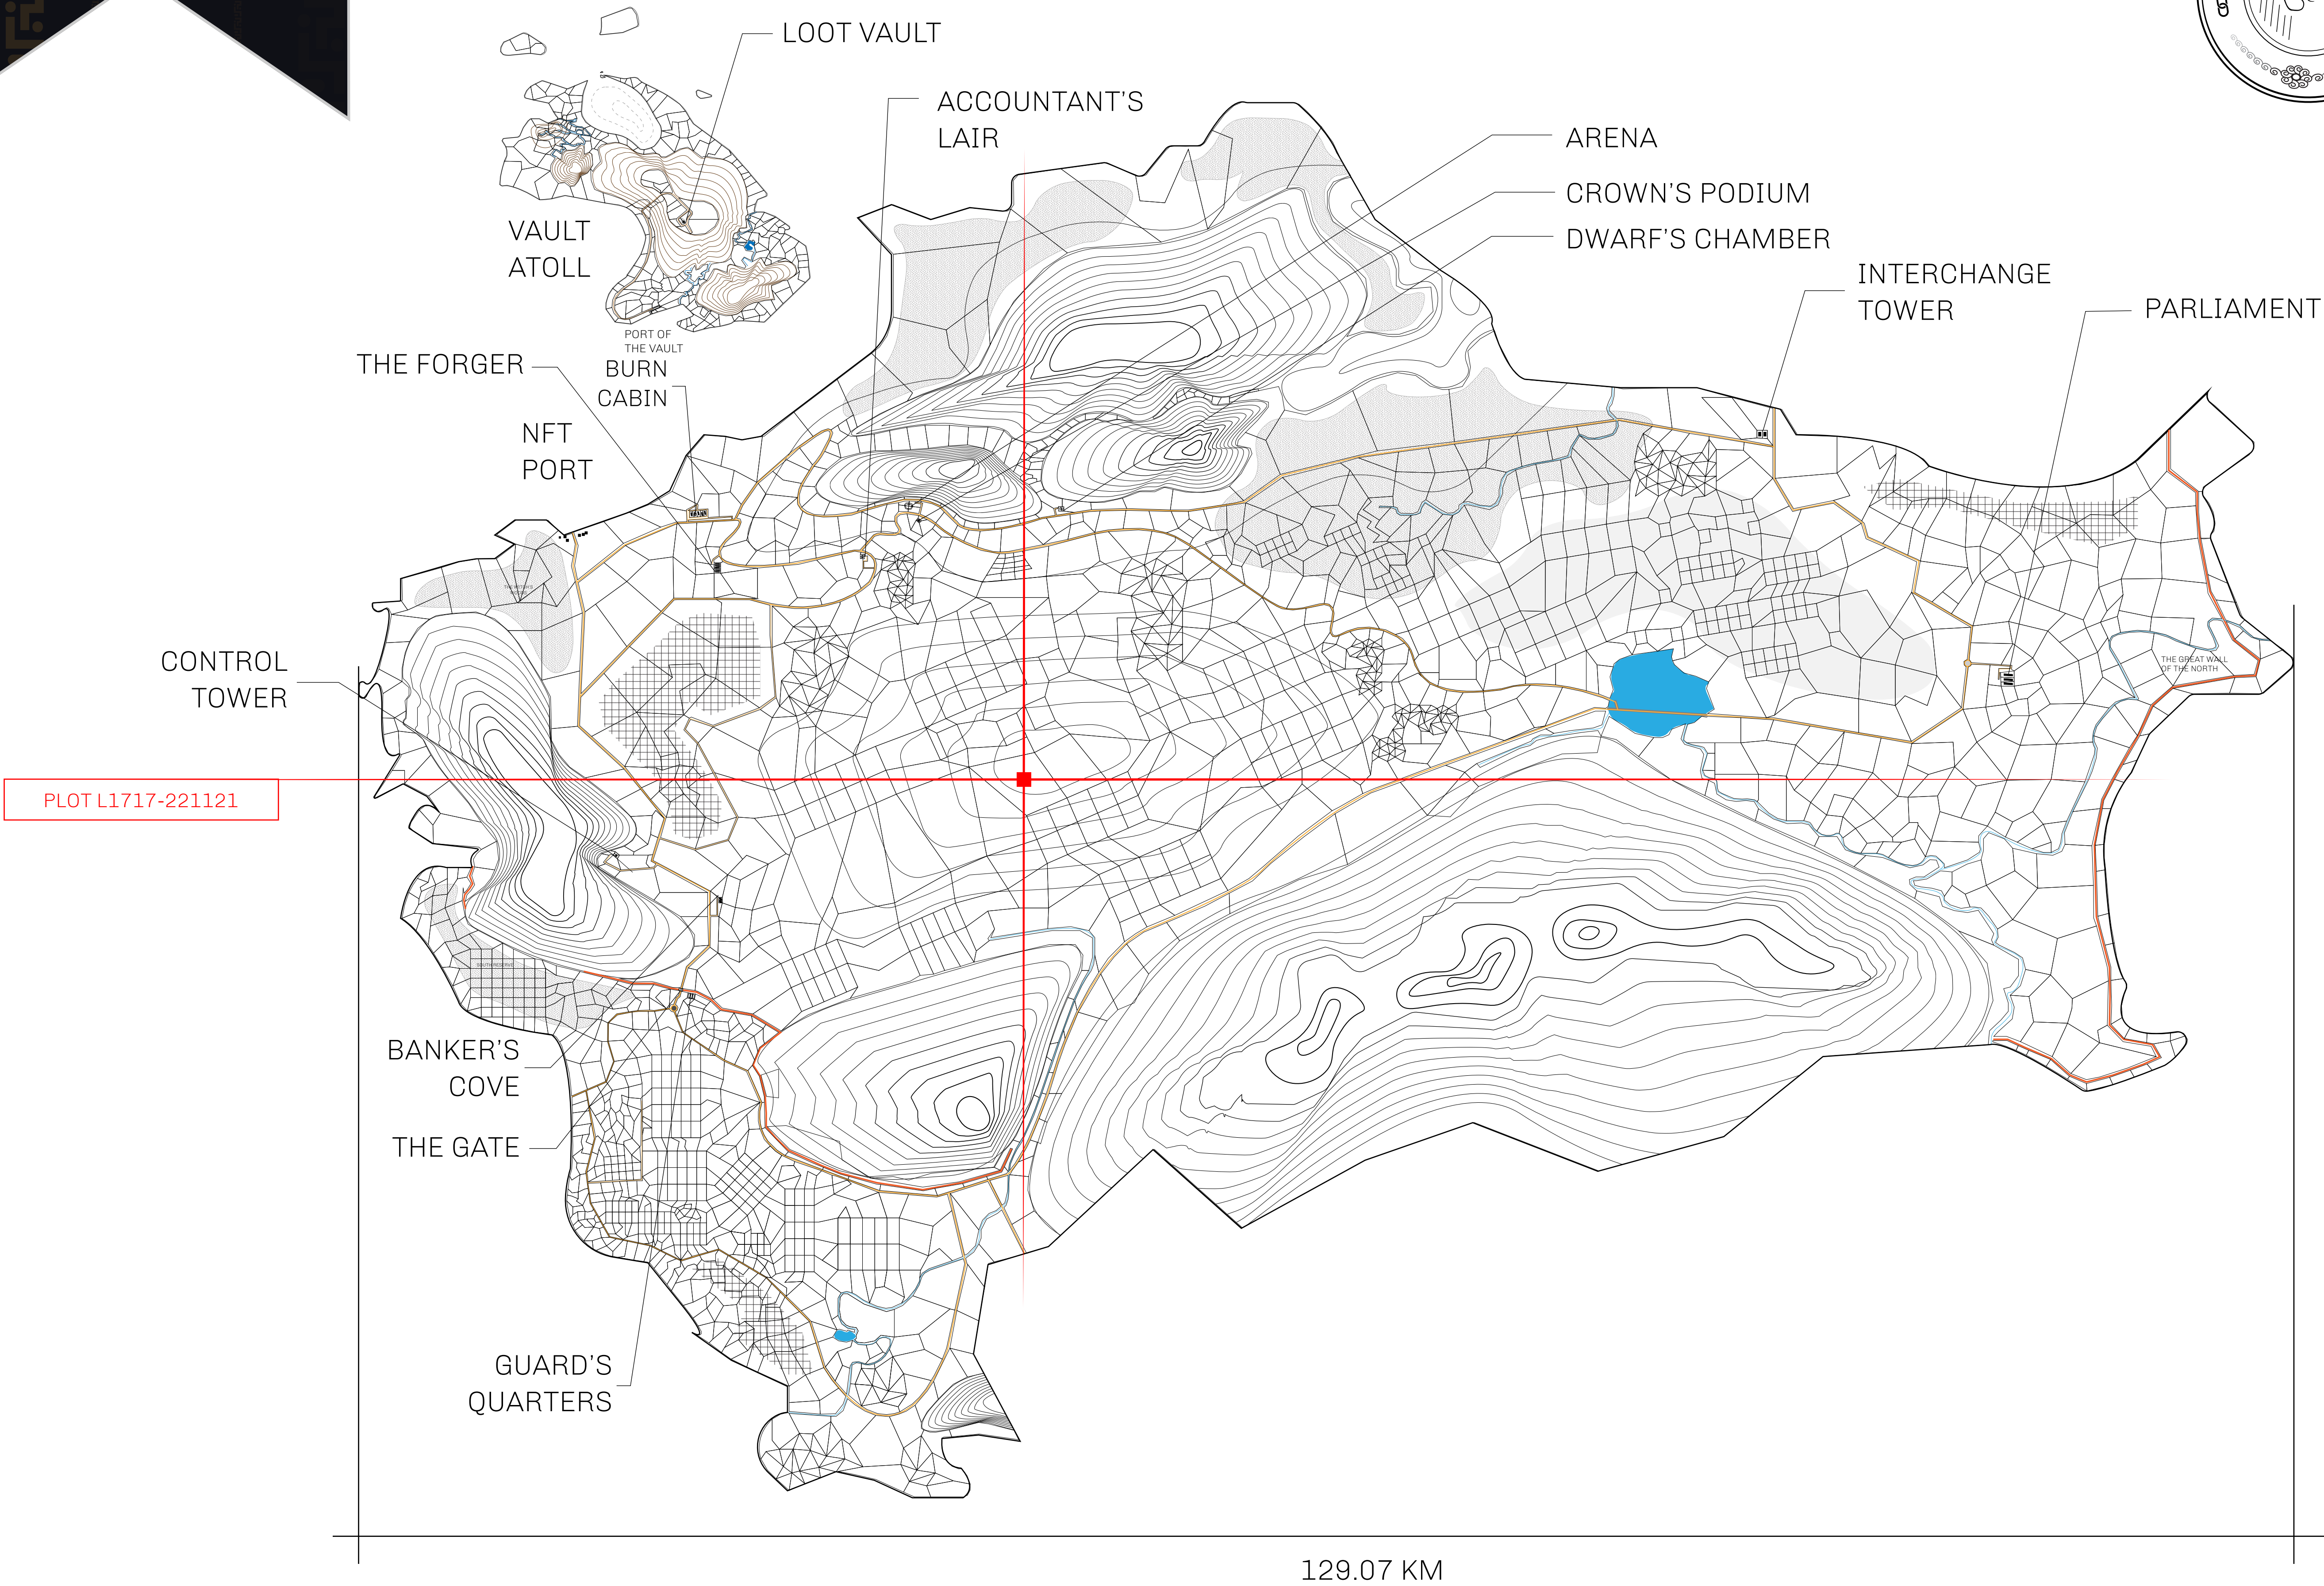 LOOT VAULT
ACCOUNTANT'S
LAIR
ARENA
CROWN'S PODIUM
DWARF'S CHAMBER
VAULT
ATOLL
INTERCHANGE
TOWER
PARLIAMENT
PORT OF
THE VAULT
THE FORGER
BURN
CABIN
NFT
PORT
CONTROL
TOWER
THE GREAT WALL
OF THE NORTH
PLOT L1717-221121
SOUTH RESERVE
BANKER'S
COVE
THE GATE
GUARD'S
QUARTERS
129.07 KM